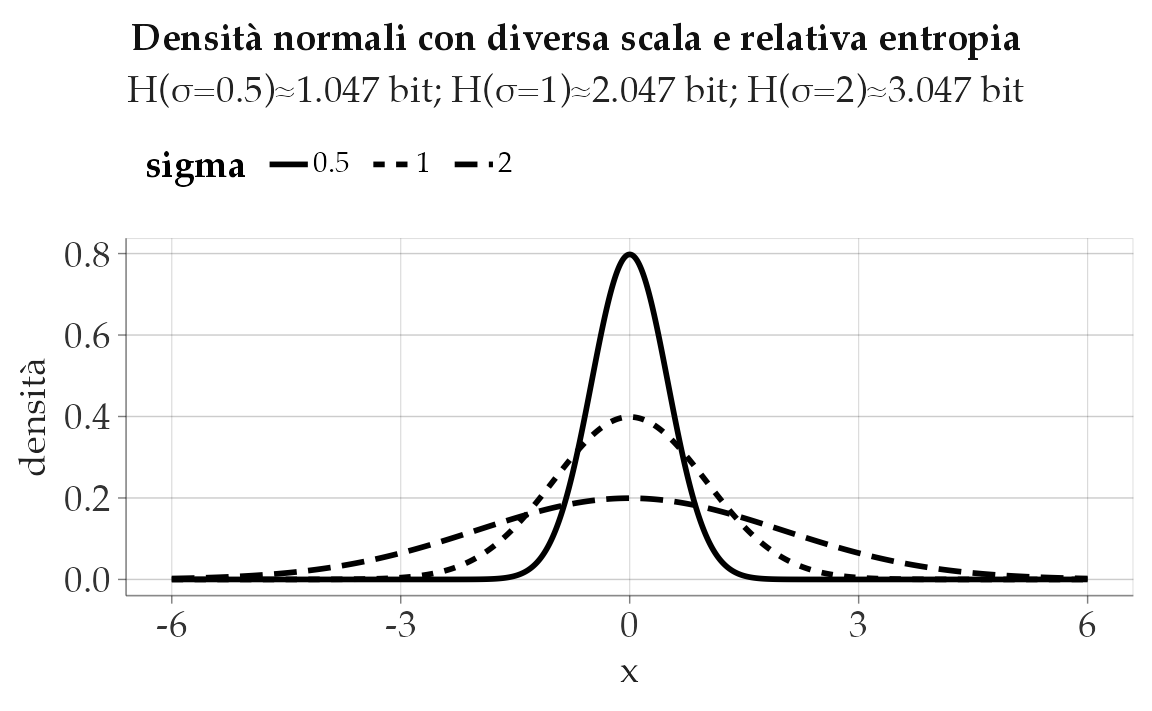 Densità normali con diversa scala e relativa entropia
H(σ=0.5)≈1.047 bit; H(σ=1)≈2.047 bit; H(σ=2)≈3.047 bit
sigma 0.5 1 2
0.8
0.6
0.4
0.2
0.0
densità
-6 -3 0 3 6
x